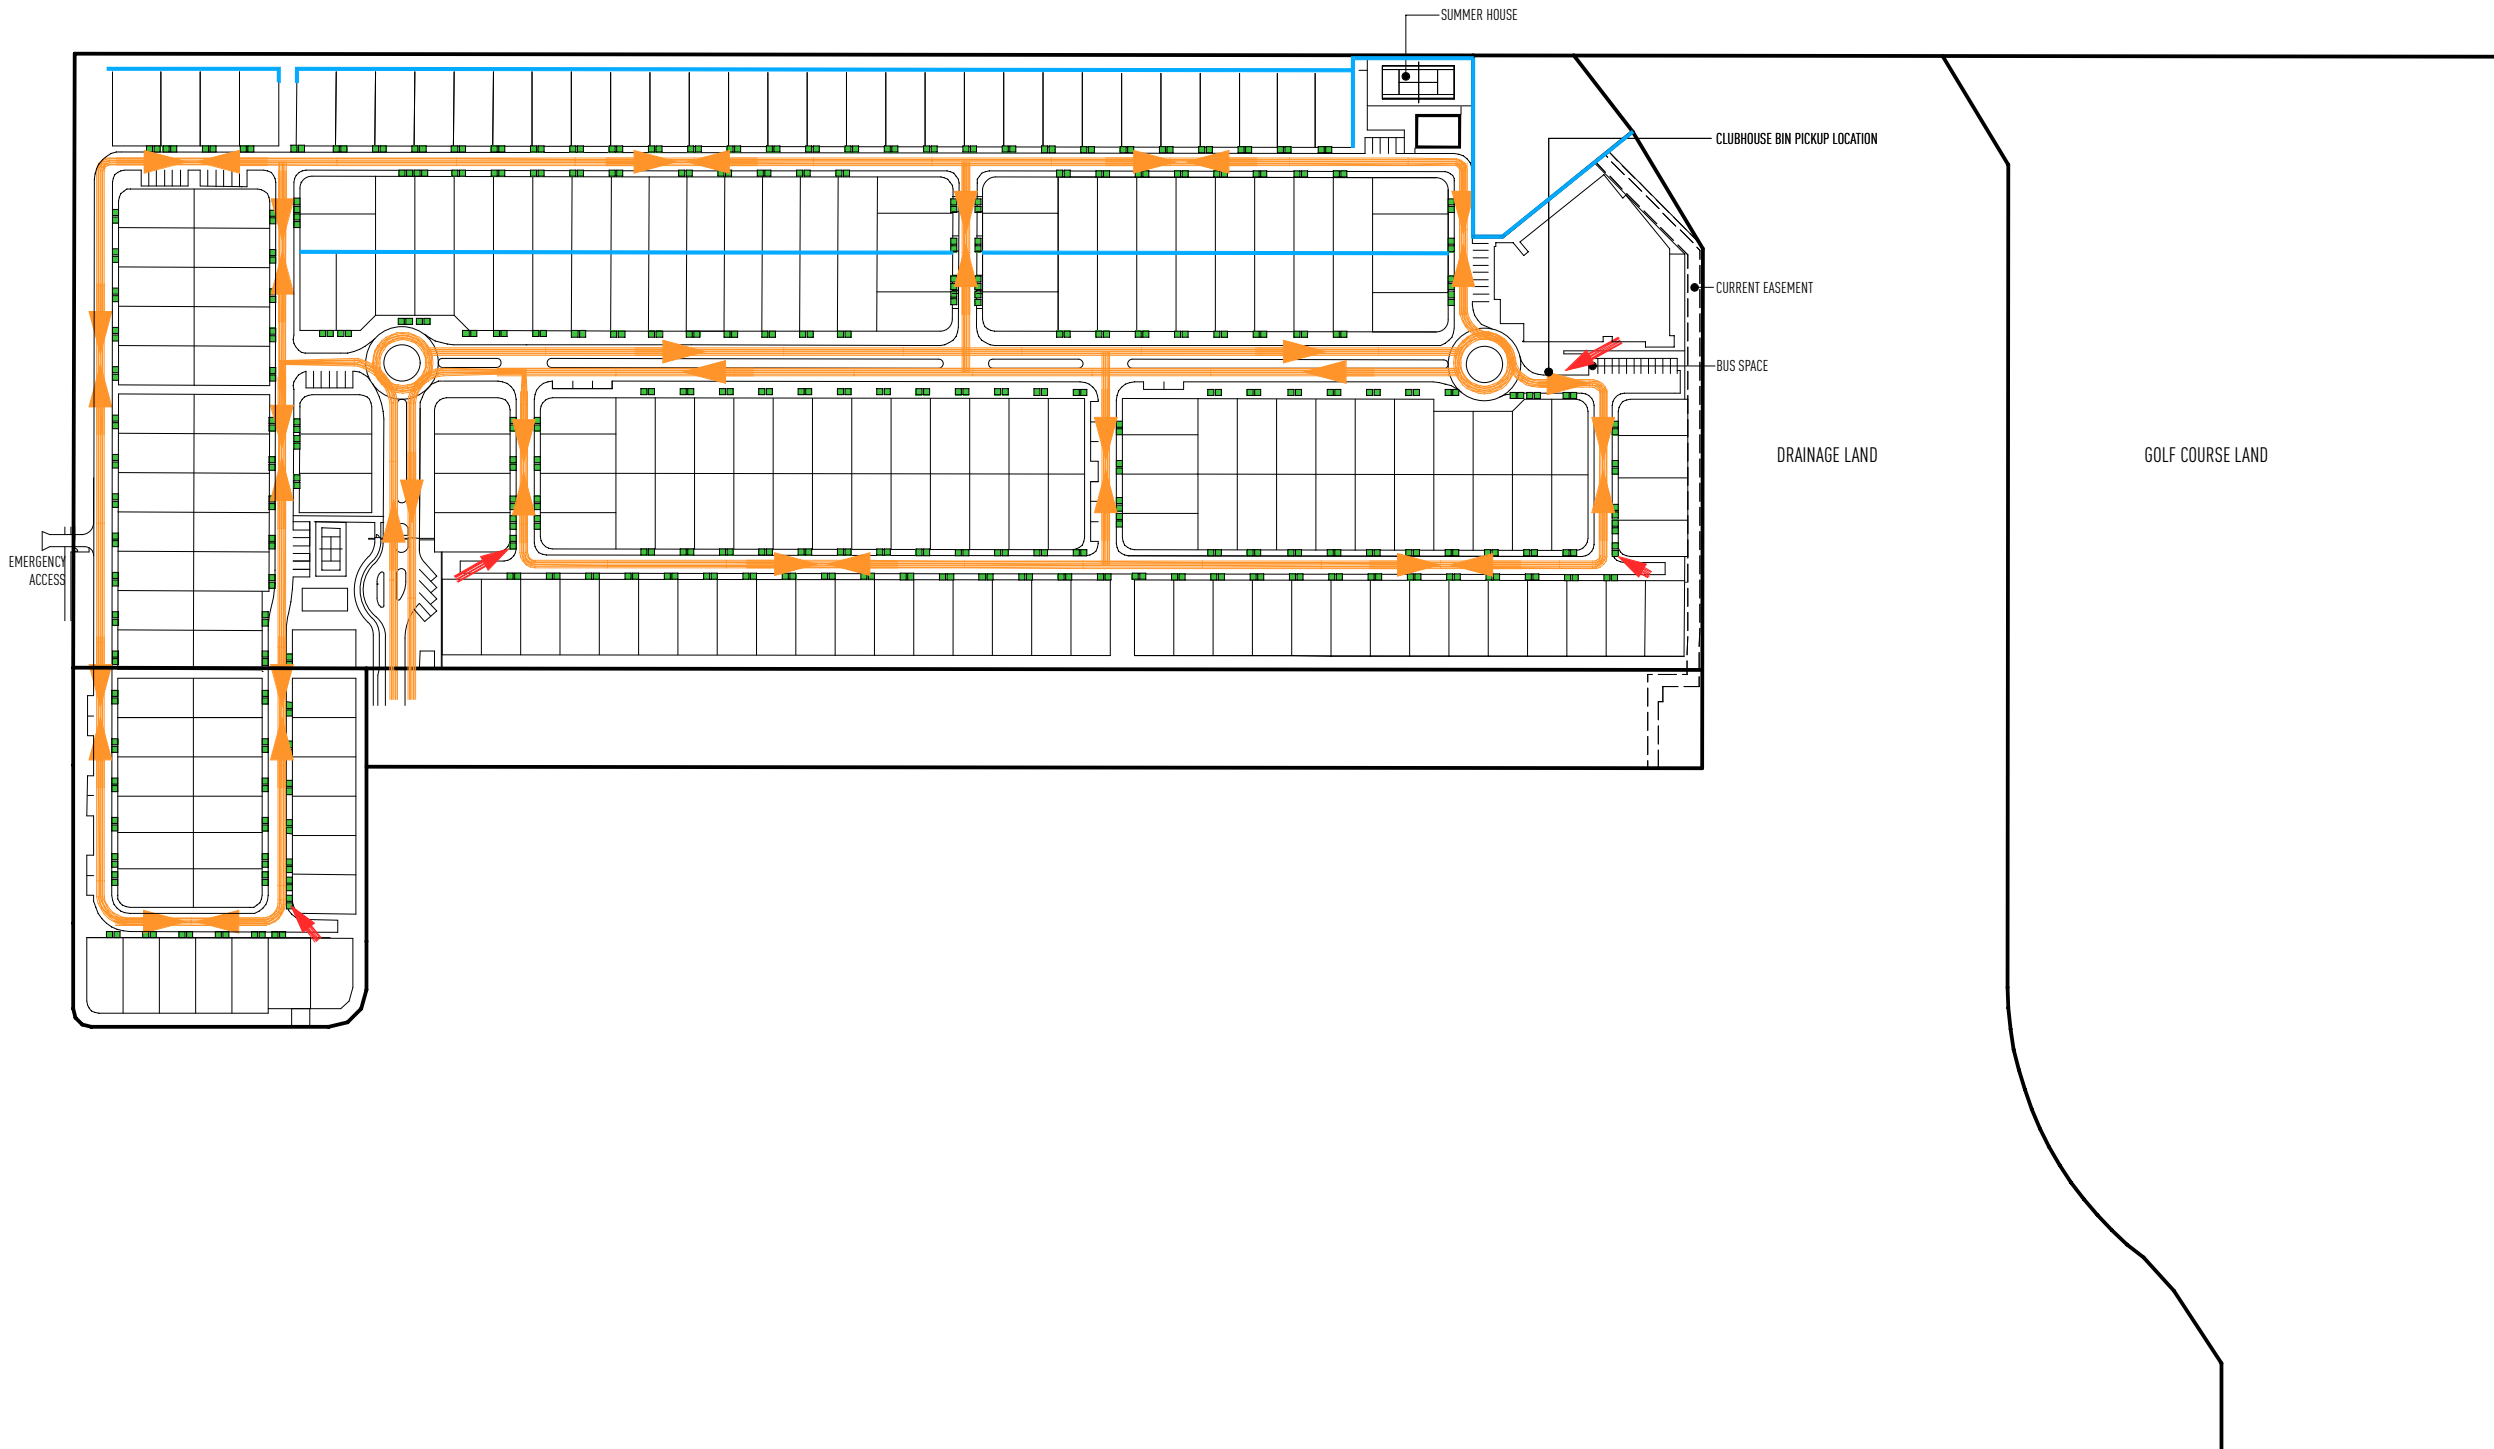 SUMMER HOUSE
CLUBHOUSE BIN PICKUP LOCATION
CURRENT EASEMENT
BUS SPACE
DRAINAGE LAND
GOLF COURSE LAND
EMERGENCY
ACCESS